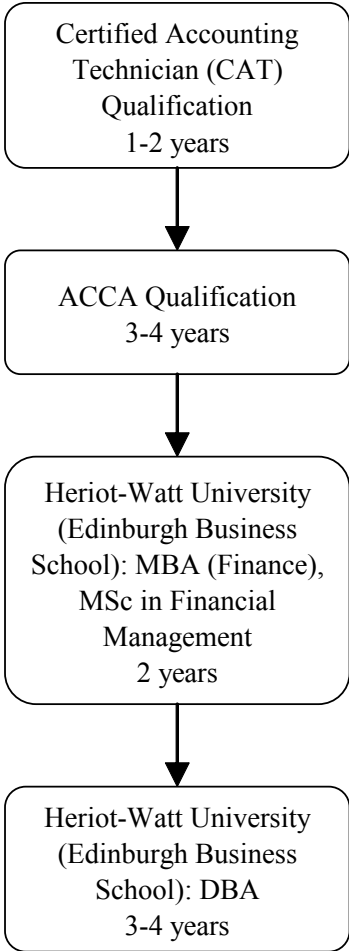 Certified Accounting
Technician (CAT)
Qualification
1-2 years
ACCA Qualification
3-4 years
Heriot-Watt University
(Edinburgh Business
School): MBA (Finance),
MSc in Financial
Management
2 years
Heriot-Watt University
(Edinburgh Business
School): DBA
3-4 years